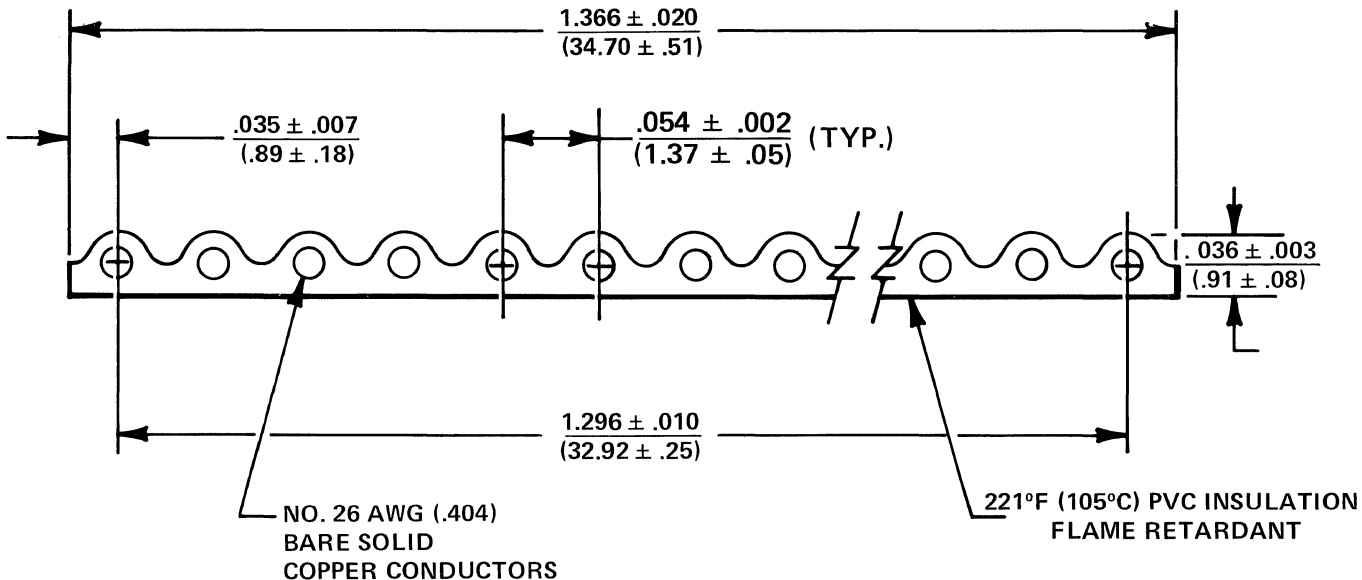 1.366 ± .020
(34.70 ± .51)
.035 ± .007
(.89 ± .18)
.054 ± .002
(1.37 ± .05) (TYP.)
.036 ± .003
(.91 ± .08)
1.296 ± .010
(32.92 ± .25)
NO. 26 AWG (.404)
BARE SOLID
COPPER CONDUCTORS
221ºF (105ºC) PVC INSULATION
FLAME RETARDANT